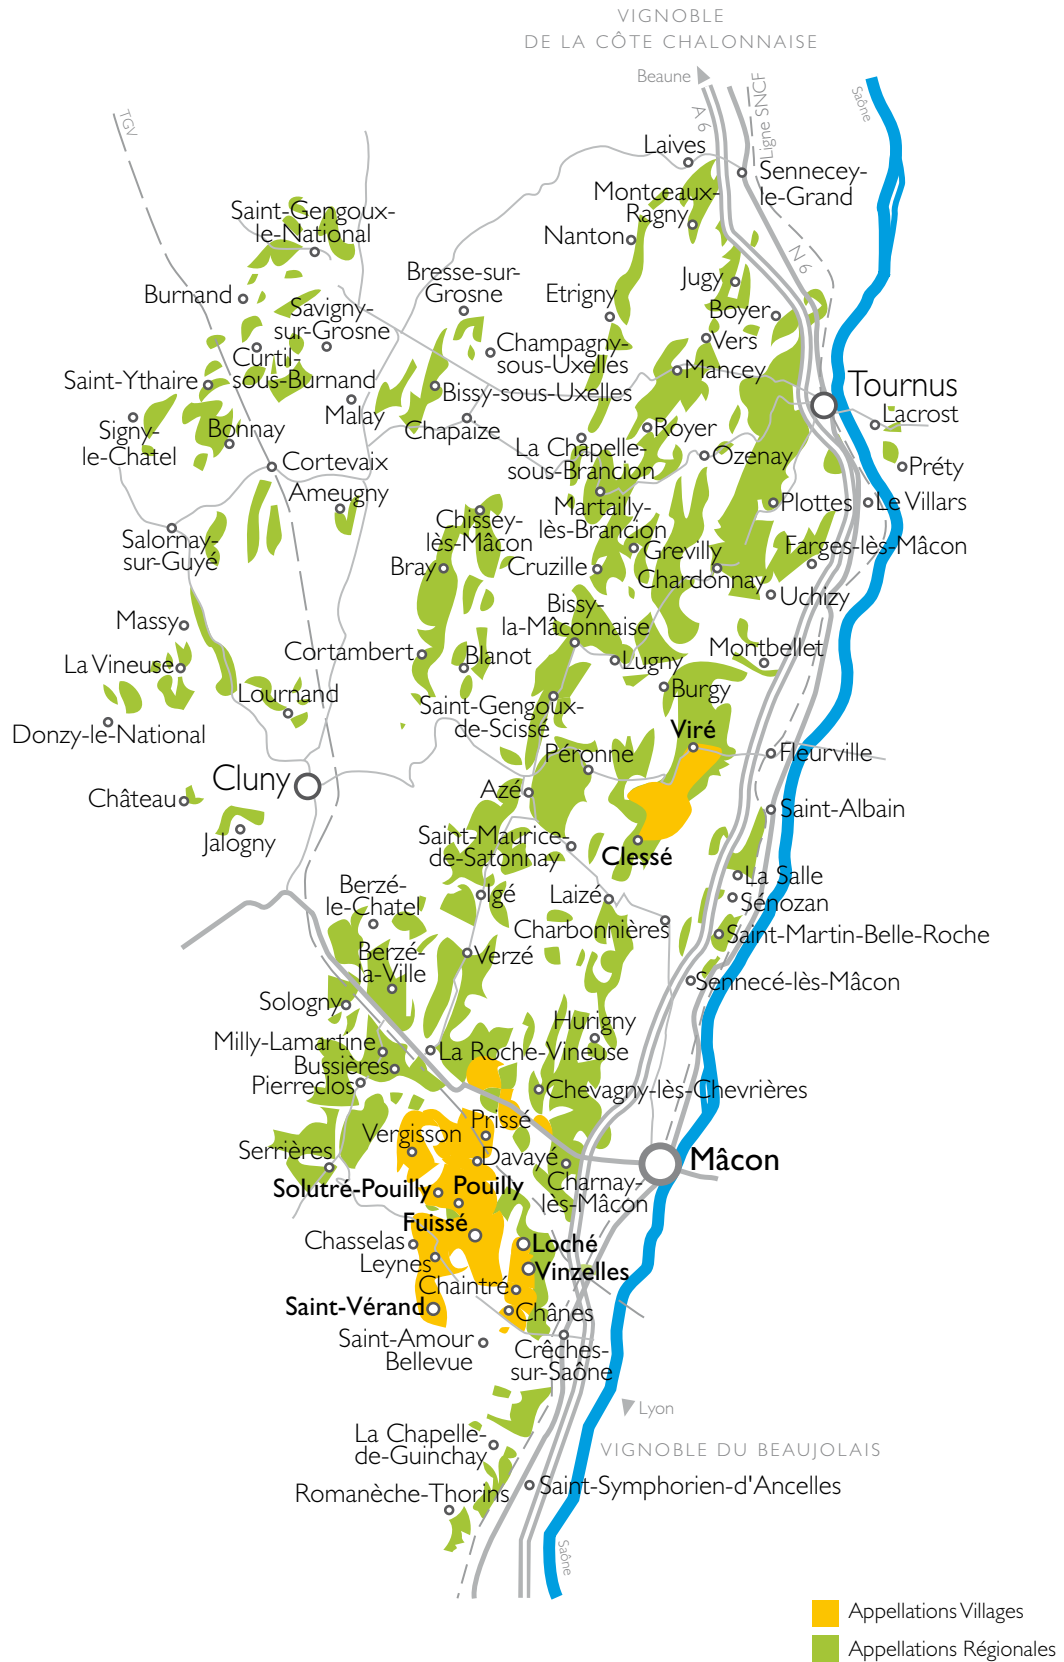 VIGNOBLE
DE LA CÔTE CHALONNAISE
Beaune
A 6
Ligne SNCF
Saône
TGV
Laives
Sennecey-
le-Grand
Montceaux-
Ragny
Saint-Gengoux-
le-National
Nanton
N 6
Bresse-sur-
Grosne
Jugy
Burnand
Etrigny
Savigny-
sur-Grosne
Boyer
Champagny-
sous-Uxelles
Vers
Curtil-
sous-Burnand
Mancey
Saint-Ythaire
Bissy-sous-Uxelles
Tournus
Malay
Lacrost
Signy-
le-Chatel
Bonnay
Chapaize
Royer
La Chapelle-
sous-Brancion
Ozenay
Cortevaix
Préty
Ameugny
Martailly-
lès-Brancion
Plottes
Le Villars
Chissey-
lès-Mâcon
Salornay-
sur-Guyé
Grevilly
Farges-lès-Mâcon
Bray
Cruzille
Chardonnay
Uchizy
Bissy-
la-Mâconnaise
Massy
Montbellet
Cortambert
Blanot
Lugny
La Vineuse
Burgy
Lournand
Saint-Gengoux-
de-Scissé
Donzy-le-National
Viré
Péronne
Fleurville
Cluny
Azé
Château
Saint-Albain
Jalogny
Saint-Maurice-
de-Satonnay
Clessé
La Salle
Berzé-
le-Chatel
Igé
Laizé
Sénozan
Charbonnières
Saint-Martin-Belle-Roche
Berzé-
la-Ville
Verzé
Sennecé-lès-Mâcon
Sologny
Hurigny
Milly-Lamartine
La Roche-Vineuse
Bussières
Pierreclos
Chevagny-lès-Chevrières
Prissé
Vergisson
Serrières
Davayé
Mâcon
Charnay-
lès-Mâcon
Solutré-Pouilly
Pouilly
Fuissé
Chasselas
Loché
Leynes
Vinzelles
Chaintré
Saint-Vérand
Chânes
Saint-Amour
Bellevue
Crêches-
sur-Saône
Lyon
La Chapelle-
de-Guinchay
VIGNOBLE DU BEAUJOLAIS
Romanèche-Thorins
Saint-Symphorien-d'Ancelles
Saône
Appellations Villages
Appellations Régionales